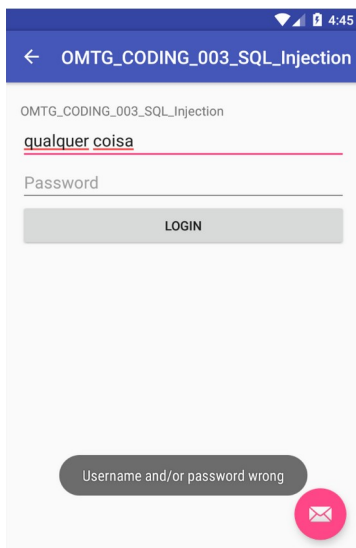 4:45
OMTG_CODING_003_SQL_Injection
OMTG_CODING_003_SQL_Injection
qualquer coisa
Password
LOGIN
Username and/or password wrong